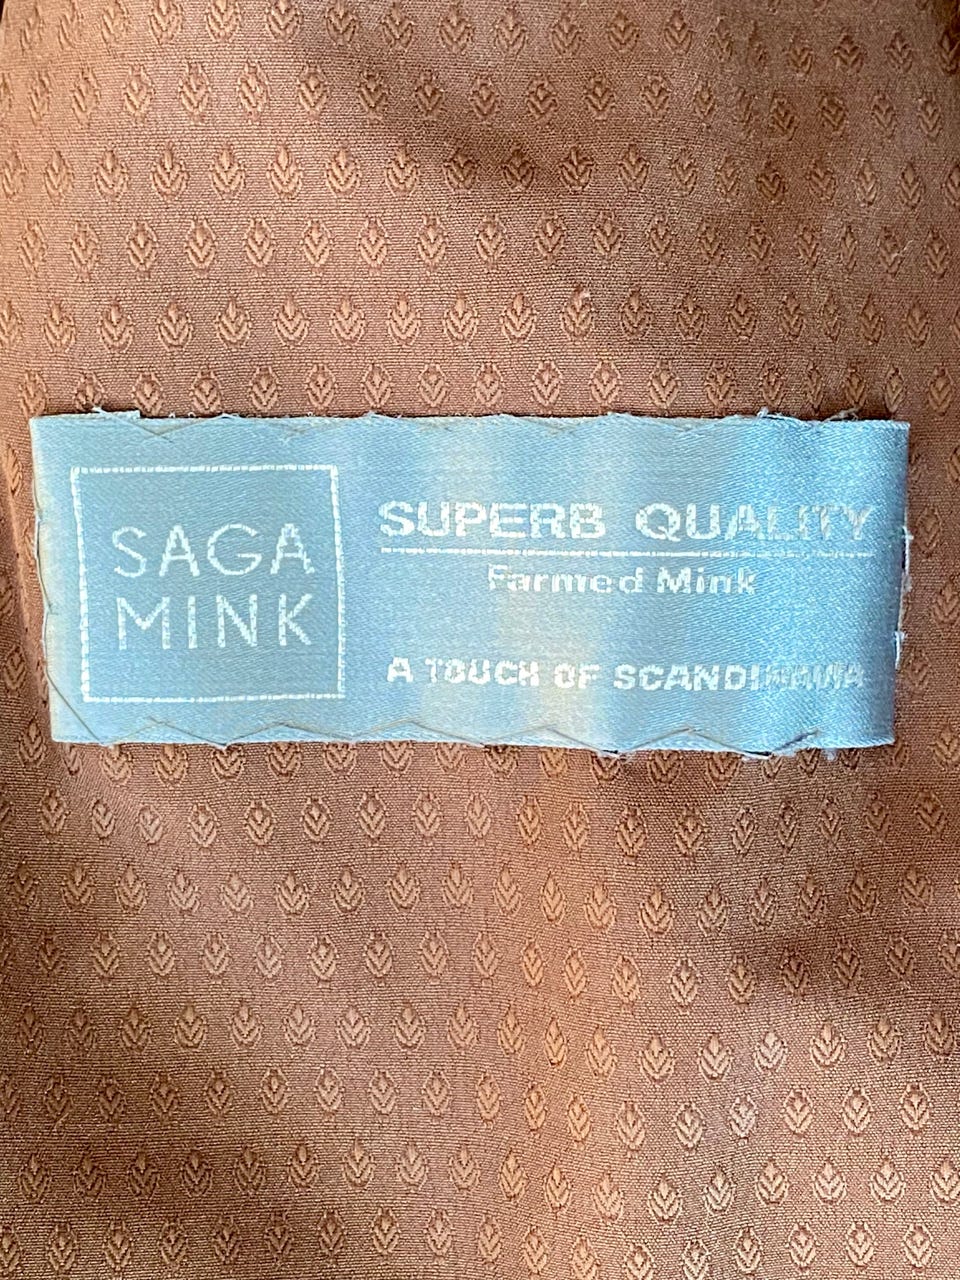 SAGA
MINK
SUPERB QUALITY
Farmed Mink
A TOUCH OF SCANDINAVIA